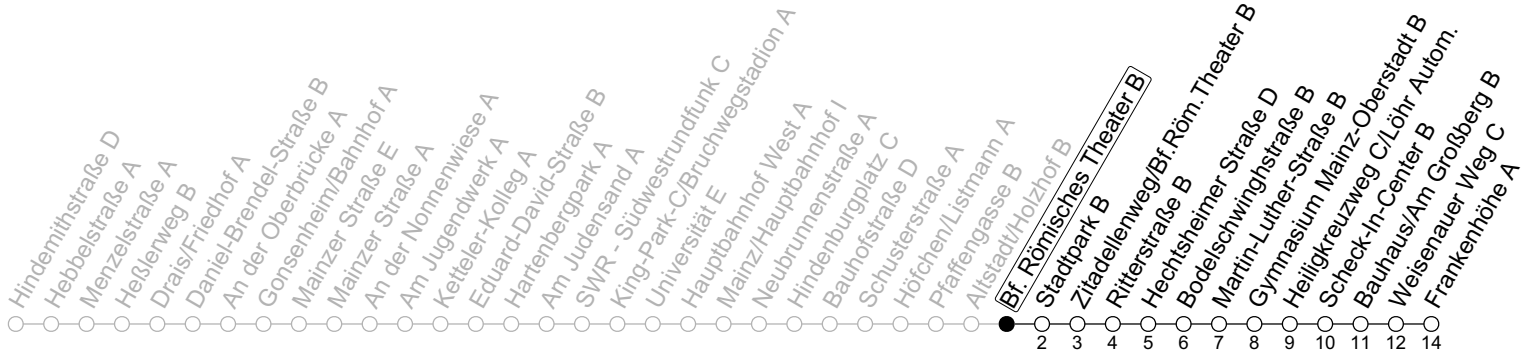 Hindemithstraße D
Hebbelstraße A
Menzelstraße A
Heßlerweg B
Drais/Friedhof A
Daniel-Brendel-Straße B
An der Oberbrücke A
Gonsenheim/Bahnhof A
Mainzer Straße E
Mainzer Straße A
An der Nonnenwiese A
Am Jugendwerk A
Ketteler-Kolleg A
Eduard-David-Straße B
Hartenbergpark A
Am Judensand A
SWR - Südwestrundfunk C
King-Park-C/Bruchwegstadion A
Universität E
Hauptbahnhof West A
Mainz/Hauptbahnhof I
Neubrunnenstraße A
Hindenburgplatz C
Bauhofstraße D
Schusterstraße A
Höfchen/Listmann A
Pfaffengasse B
Altstadt/Holzhof B
Bf. Römisches Theater B
Stadtpark B
Zitadellenweg/Bf.Röm.Theater B
Ritterstraße B
Hechtsheimer Straße D
Bodelschwinghstraße B
Martin-Luther-Straße B
Gymnasium Mainz-Oberstadt B
Heiligkreuzweg C/Löhr Autom.
Scheck-In-Center B
Bauhaus/Am Großberg B
Weisenauer Weg C
Frankenhöhe A
2 3 4 5 6 7 8 9 10 11 12 14